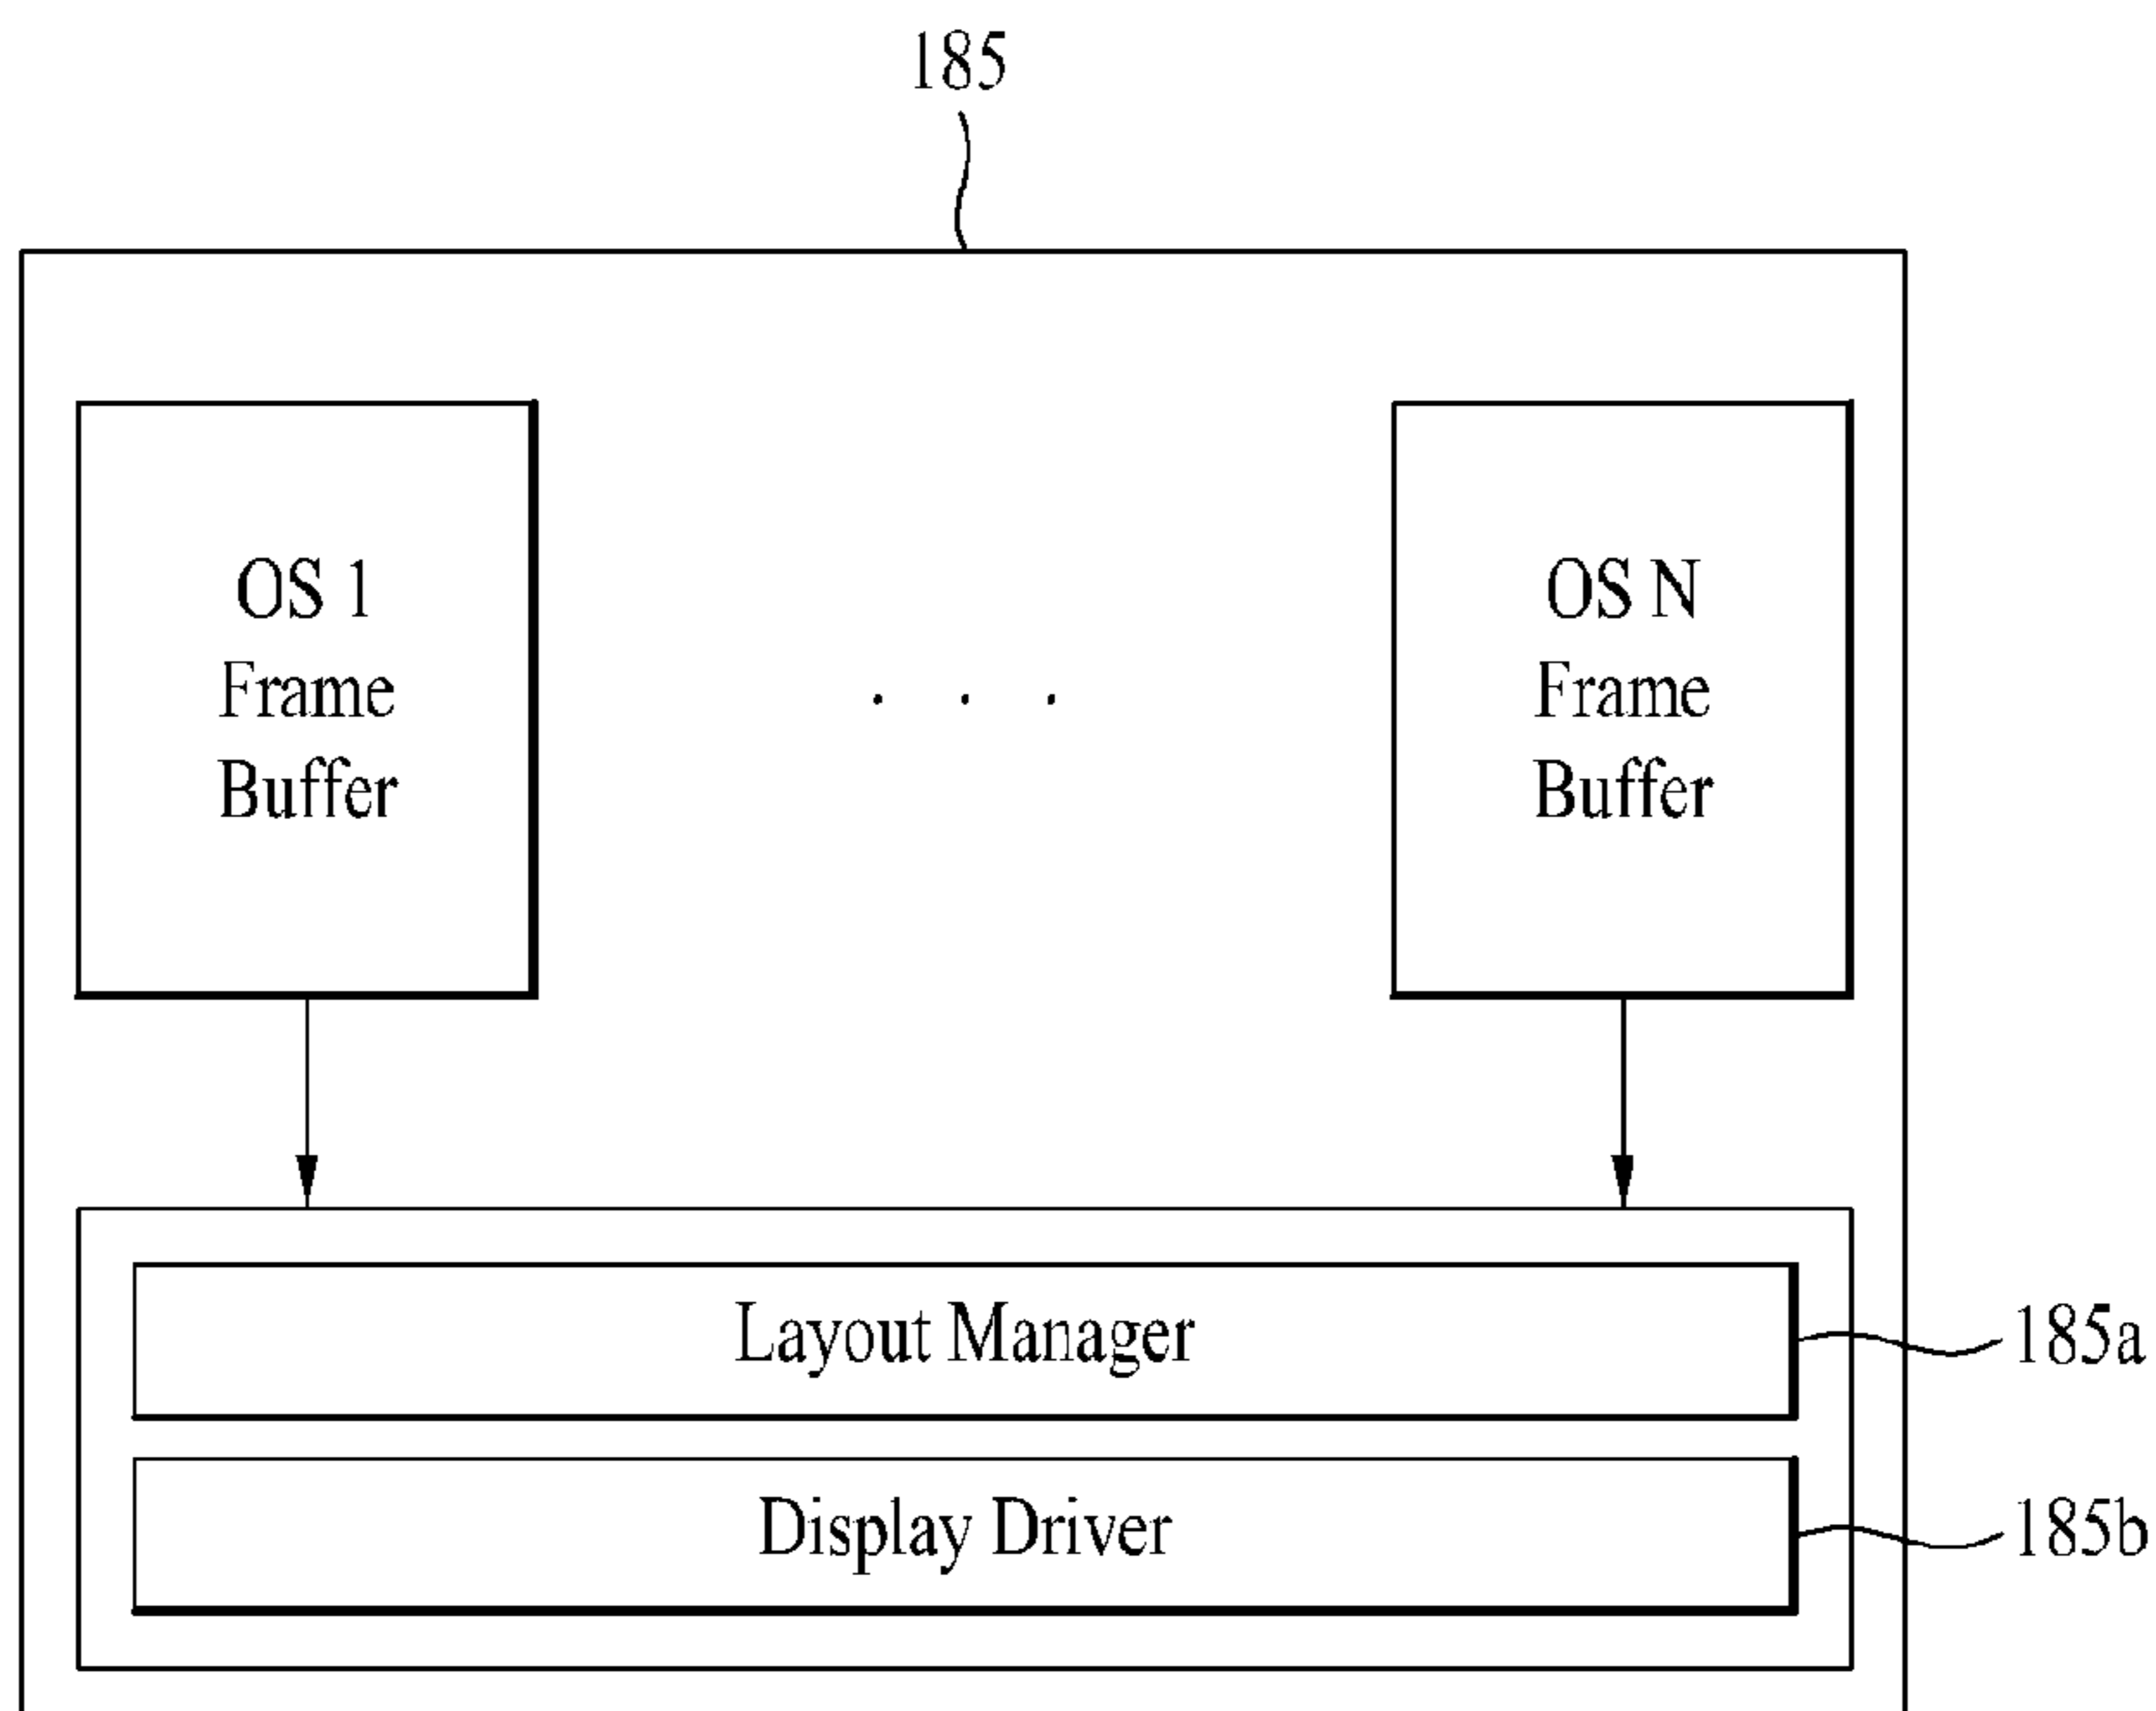 185
OS 1
Frame
Buffer
. . .
OS N
Frame
Buffer
Layout Manager
185a
Display Driver
185b